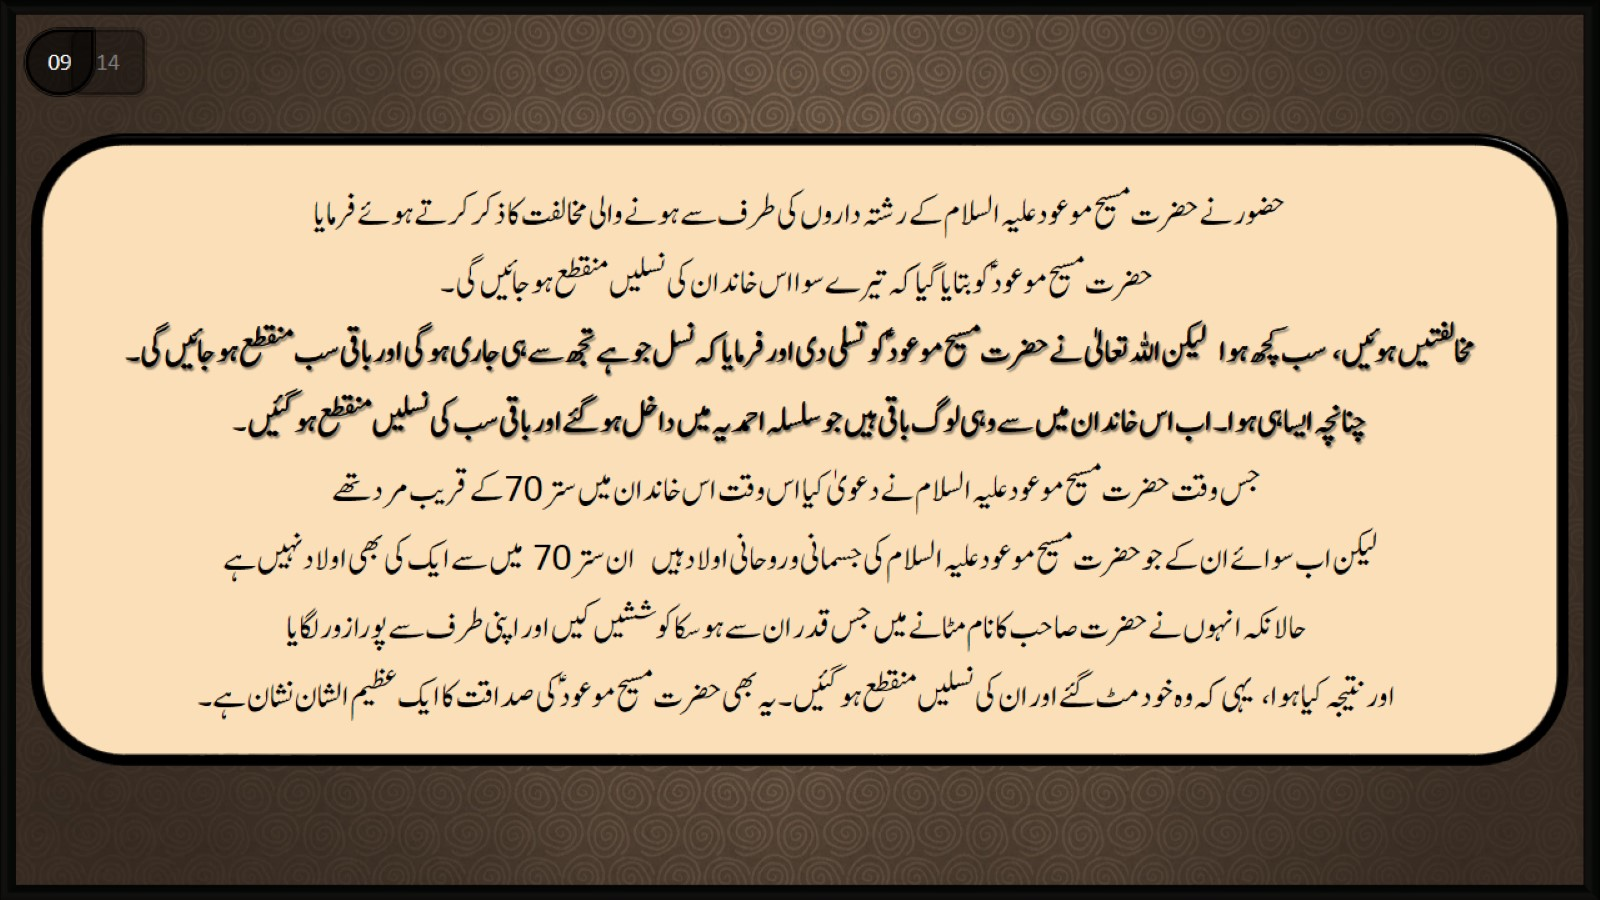 09 14
حضور نے حضرت مسیح موعود علیہ السلام کے رشتہ داروں کی طرف سے ہونے والی مخالفت کا ذکر کرتے ہوئے فرمایا
حضرت مسیح موعودؑ کو بتایا گیا کہ تیرے سوا اس خاندان کی نسلیں منقطع ہو جائیں گی۔
مخالفتیں ہوئیں، سب کچھ ہوا لیکن اللہ تعالیٰ نے حضرت مسیح موعودؑ کو تسلی دی اور فرمایا کہ نسل جو ہے تجھ سے ہی جاری ہو گی اور باقی سب منقطع ہو جائیں گی۔
چنانچہ ایسا ہی ہوا۔ اب اس خاندان میں سے وہی لوگ باقی ہیں جو سلسلہ احمدیہ میں داخل ہو گئے اور باقی سب کی نسلیں منقطع ہو گئیں۔
جس وقت حضرت مسیح موعود علیہ السلام نے دعویٰ کیا اس وقت اس خاندان میں ستر 70 کے قریب مرد تھے
لیکن اب سوائے ان کے جو حضرت مسیح موعود علیہ السلام کی جسمانی و روحانی اولاد ہیں ان ستر 70 میں سے ایک کی بھی اولاد نہیں ہے
حالانکہ انہوں نے حضرت صاحب کا نام مٹانے میں جس قدر ان سے ہو سکا کوششیں کیں اور اپنی طرف سے پورا زور لگایا
اور نتیجہ کیا ہوا، یہی کہ وہ خود مٹ گئے اور ان کی نسلیں منقطع ہو گئیں۔ یہ بھی حضرت مسیح موعودؑ کی صداقت کا ایک عظیم الشان نشان ہے۔